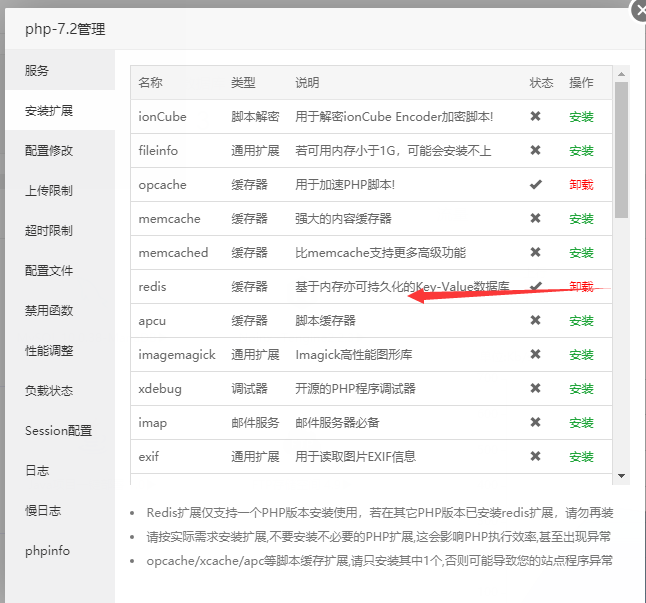 php-7.2管理
服务
安装扩展
配置修改
上传限制
超时限制
配置文件
禁用函数
性能调整
负载状态
Session配置
日志
慢日志
phpinfo
名称 类型 说明 状态 操作
ionCube 脚本解密 用于解密ionCube Encoder加密脚本! 安装
fileinfo 通用扩展 若可用内存小于1G，可能会安装不上 安装
opcache 缓存器 用于加速PHP脚本! 卸载
memcache 缓存器 强大的内容缓存器 安装
memcached 缓存器 比memcache支持更多高级功能 安装
redis 缓存器 基于内存亦可持久化的Key-Value数据库 卸载
apcu 缓存器 脚本缓存器 安装
imagemagick 通用扩展 Imagick高性能图形库 安装
xdebug 调试器 开源的PHP程序调试器 安装
imap 邮件服务 邮件服务器必备 安装
exif 通用扩展 用于读取图片EXIF信息 安装
Redis扩展仅支持一个PHP版本安装使用，若在其它PHP版本已安装redis扩展，请勿再装
请按实际需求安装扩展,不要安装不必要的PHP扩展,这会影响PHP执行效率,甚至出现异常
opcache/xcache/apc等脚本缓存扩展,请只安装其中1个,否则可能导致您的站点程序异常